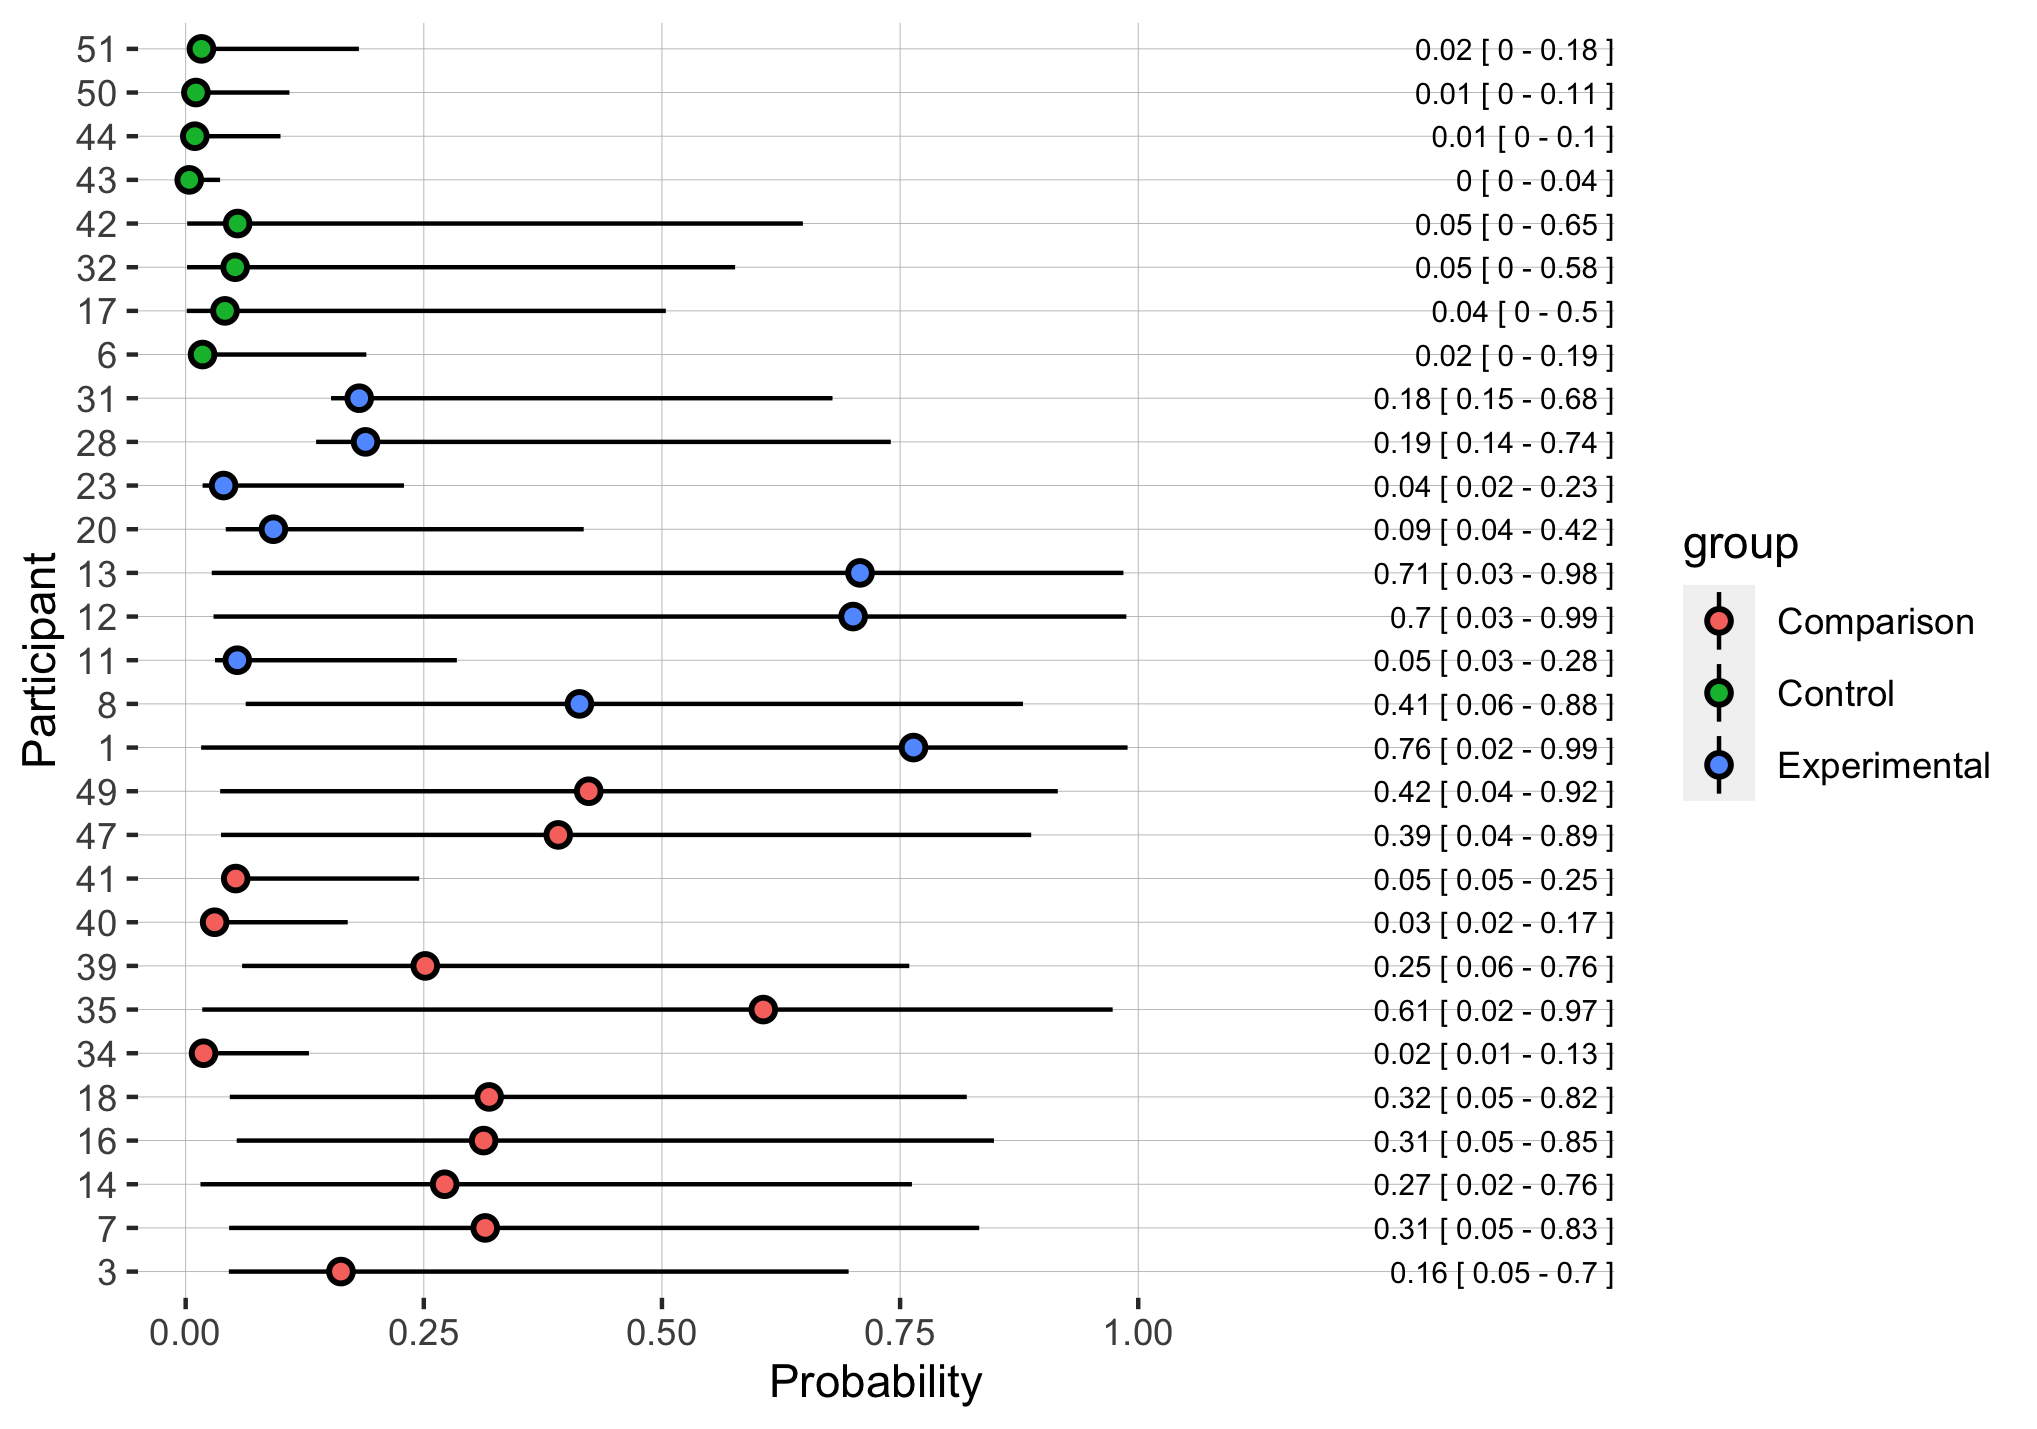 51 0.02 [ 0 - 0.18 ]
50 0.01 [ 0 - 0.11 ]
44 0.01 [ 0 - 0.1 ]
43 0 [ 0 - 0.04 ]
42 0.05 [ 0 - 0.65 ]
32 0.05 [ 0 - 0.58 ]
17 0.04 [ 0 - 0.5 ]
6 0.02 [ 0 - 0.19 ]
31 0.18 [ 0.15 - 0.68 ]
28 0.19 [ 0.14 - 0.74 ]
23 0.04 [ 0.02 - 0.23 ]
20 0.09 [ 0.04 - 0.42 ]
13 0.71 [ 0.03 - 0.98 ]
12 0.7 [ 0.03 - 0.99 ]
11 0.05 [ 0.03 - 0.28 ]
8 0.41 [ 0.06 - 0.88 ]
1 0.76 [ 0.02 - 0.99 ]
49 0.42 [ 0.04 - 0.92 ]
47 0.39 [ 0.04 - 0.89 ]
41 0.05 [ 0.05 - 0.25 ]
40 0.03 [ 0.02 - 0.17 ]
39 0.25 [ 0.06 - 0.76 ]
35 0.61 [ 0.02 - 0.97 ]
34 0.02 [ 0.01 - 0.13 ]
18 0.32 [ 0.05 - 0.82 ]
16 0.31 [ 0.05 - 0.85 ]
14 0.27 [ 0.02 - 0.76 ]
7 0.31 [ 0.05 - 0.83 ]
3 0.16 [ 0.05 - 0.7 ]
Participant
0.00 0.25 0.50 0.75 1.00
Probability
group
Comparison
Control
Experimental